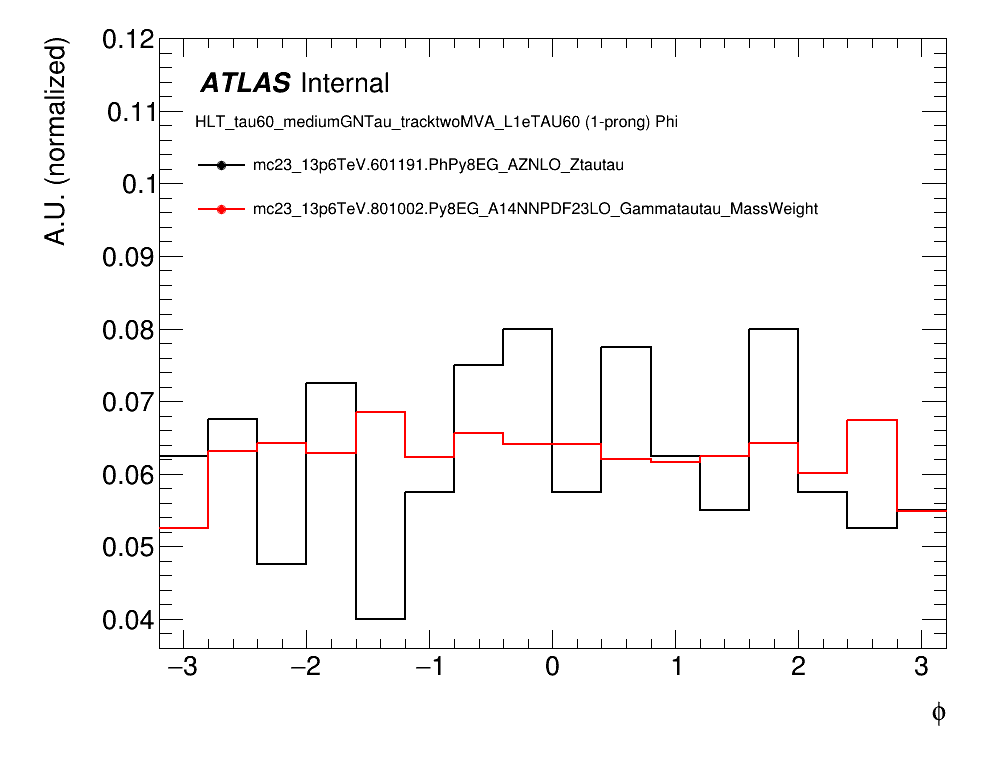 A.U. (normalized)
0.12
0.11
0.1
0.09
0.08
0.07
0.06
0.05
0.04
ATLAS Internal
HLT_tau60_mediumGNTau_tracktwoMVA_L1eTAU60 (1-prong) Phi
mc23_13p6TeV.601191.PhPy8EG_AZNLO_Ztautau
mc23_13p6TeV.801002.Py8EG_A14NNPDF23LO_Gammatautau_MassWeight
−3 −2 −1 0 1 2 3
ϕ